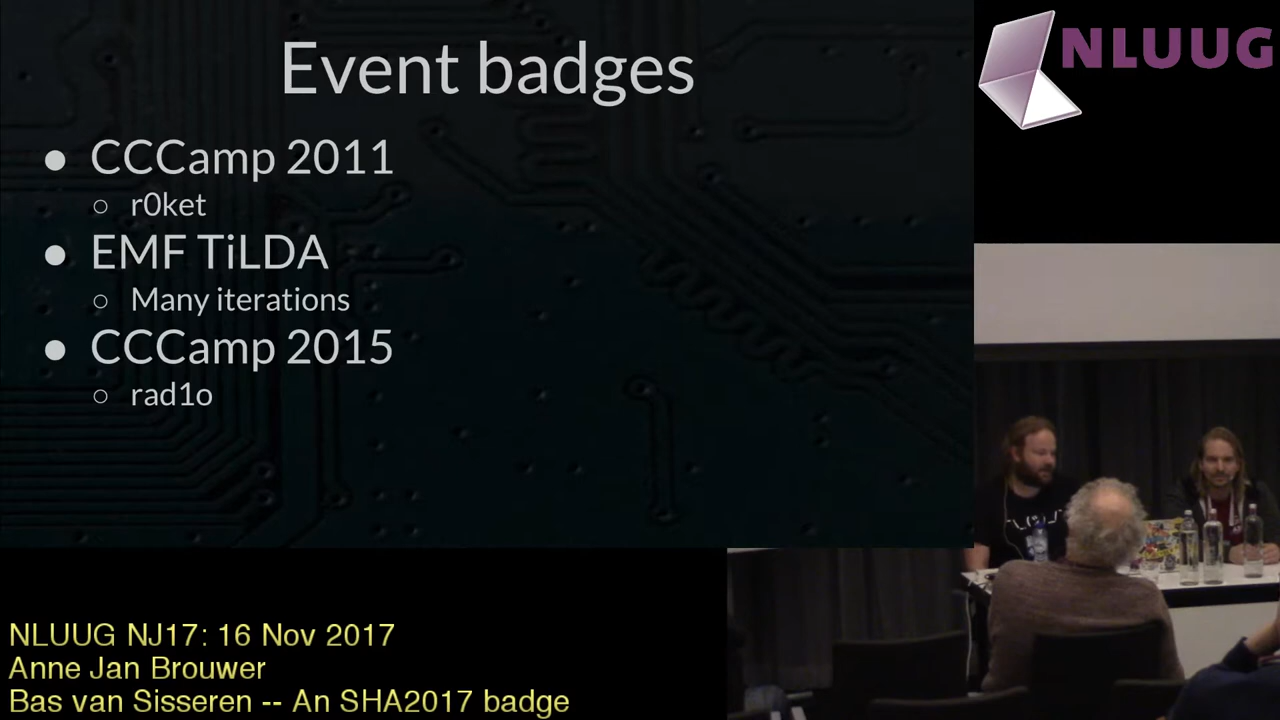 Event badges
● CCCamp 2011
○ r0ket
● EMF TiLDA
○ Many iterations
● CCCamp 2015
○ rad1o
NLUUG
NLUUG NJ17: 16 Nov 2017
Anne Jan Brouwer
Bas van Sisseren -- An SHA2017 badge